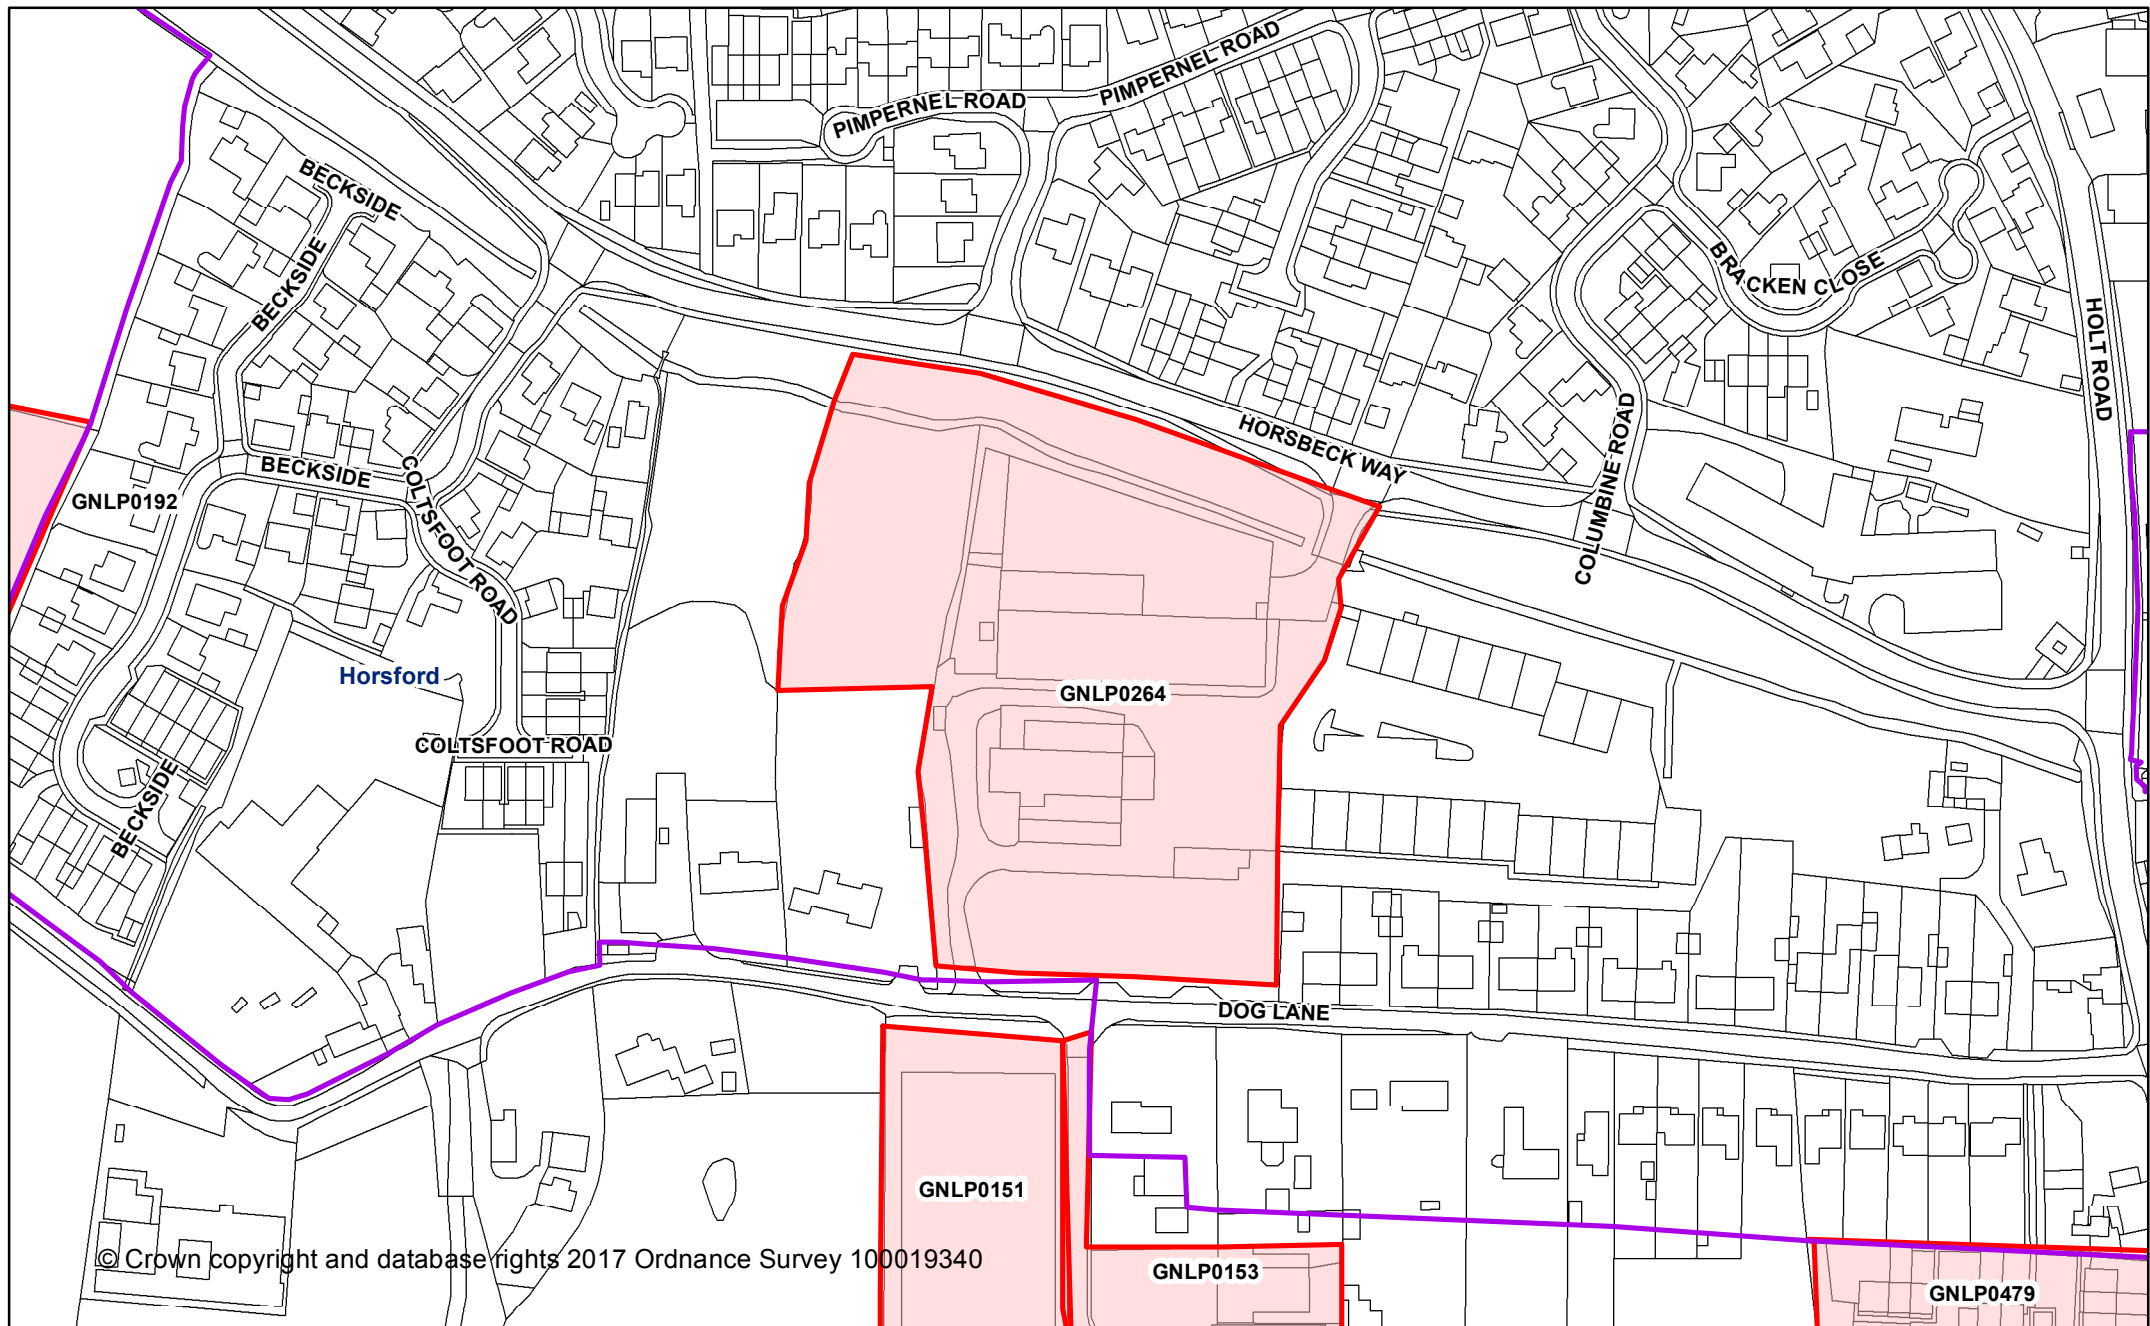 PIMPERNEL ROAD
PIMPERNEL ROAD
BECKSIDE
BECKSIDE
BRACKEN CLOSE
HOLT ROAD
HORSBECK WAY
COLUMBINE ROAD
BECKSIDE
COLTSFOOT ROAD
GNLP0192
Horsford
GNLP0264
COLTSFOOT ROAD
BECKSIDE
DOG LANE
GNLP0151
© Crown copyright and database rights 2017 Ordnance Survey 100019340
GNLP0153
GNLP0479